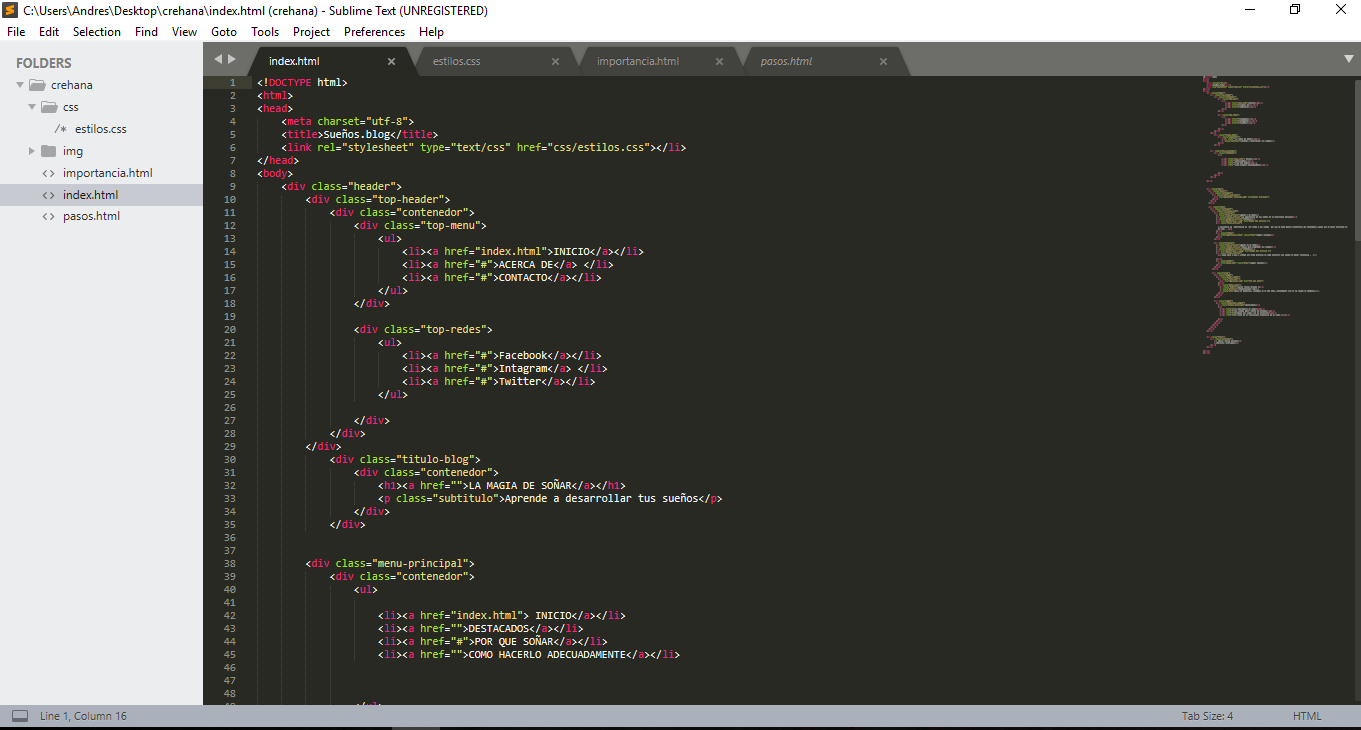 C:\Users\Andres\Desktop\crehana\index.html (crehana) - Sublime Text (UNREGISTERED)
File Edit Selection Find View Goto Tools Project Preferences Help
FOLDERS
crehana
css
/* estilos.css
img
<> importancia.html
<> index.html
<> pasos.html
index.html × estilos.css × importancia.html × pasos.html ×
1 <!DOCTYPE html>
2 <html>
3 <head>
4 <meta charset="utf-8">
5 <title>Sueños.blog</title>
6 <link rel="stylesheet" type="text/css" href="css/estilos.css"></li>
7 </head>
8 <body>
9 <div class="header">
10 <div class="top-header">
11 <div class="contenedor">
12 <div class="top-menu">
13 <ul>
14 <li><a href="index.html">INICIO</a></li>
15 <li><a href="#">ACERCA DE</a> </li>
16 <li><a href="#">CONTACTO</a></li>
17 </ul>
18 </div>
19
20 <div class="top-redes">
21 <ul>
22 <li><a href="#">Facebook</a></li>
23 <li><a href="#">Intagram</a> </li>
24 <li><a href="#">Twitter</a></li>
25 </ul>
26
27 </div>
28 </div>
29 </div>
30 <div class="titulo-blog">
31 <div class="contenedor">
32 <h1><a href="">LA MAGIA DE SOÑAR</a></h1>
33 <p class="subtitulo">Aprende a desarrollar tus sueños</p>
34 </div>
35 </div>
36
37
38 <div class="menu-principal">
39 <div class="contenedor">
40 <ul>
41
42 <li><a href="index.html"> INICIO</a></li>
43 <li><a href="">DESTACADOS</a></li>
44 <li><a href="#">POR QUE SOÑAR</a></li>
45 <li><a href="">COMO HACERLO ADECUADAMENTE</a></li>
46
47
48
Line 1, Column 16
Tab Size: 4
HTML